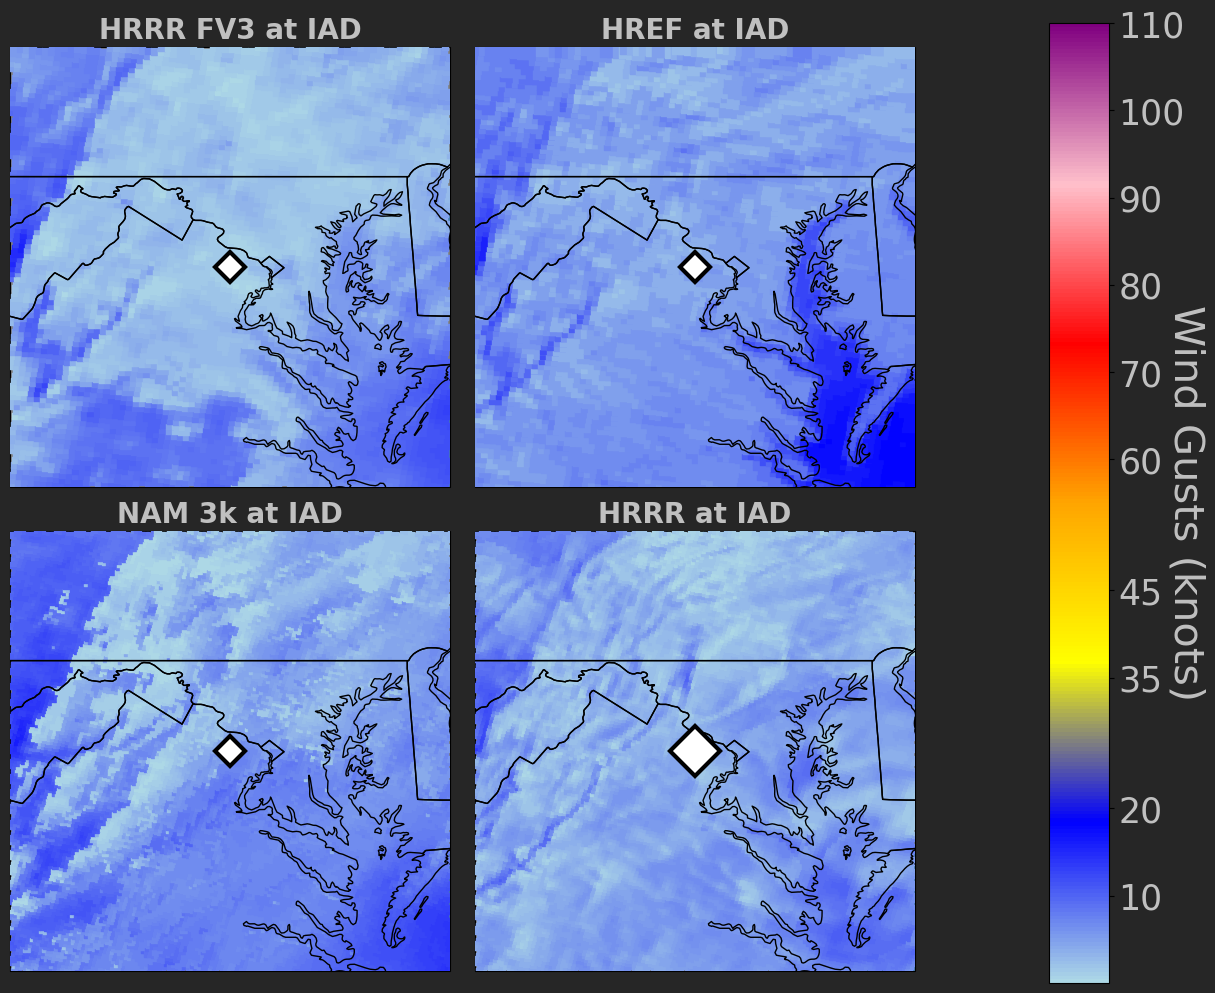 HRRR FV3 at IAD
HREF at IAD
NAM 3k at IAD
HRRR at IAD
110
100
90
80
70
60
45
35
20
10
Wind Gusts (knots)